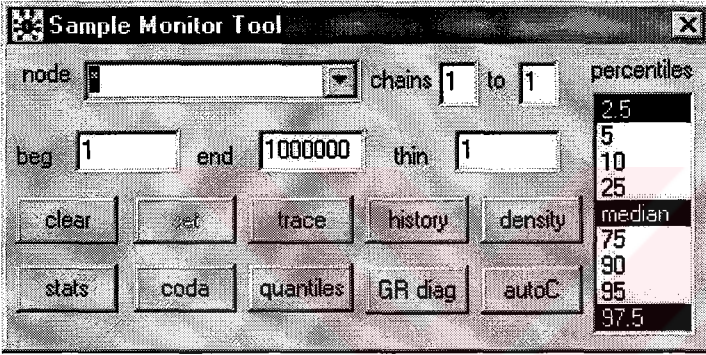 Sample Monitor Tool
node * chains 1 to 1 percentiles
2.5
5
10
25
median
75
90
95
97.5
beg 1 end 1000000 thin 1
clear set trace history density
stats coda quantiles GR diag autoC